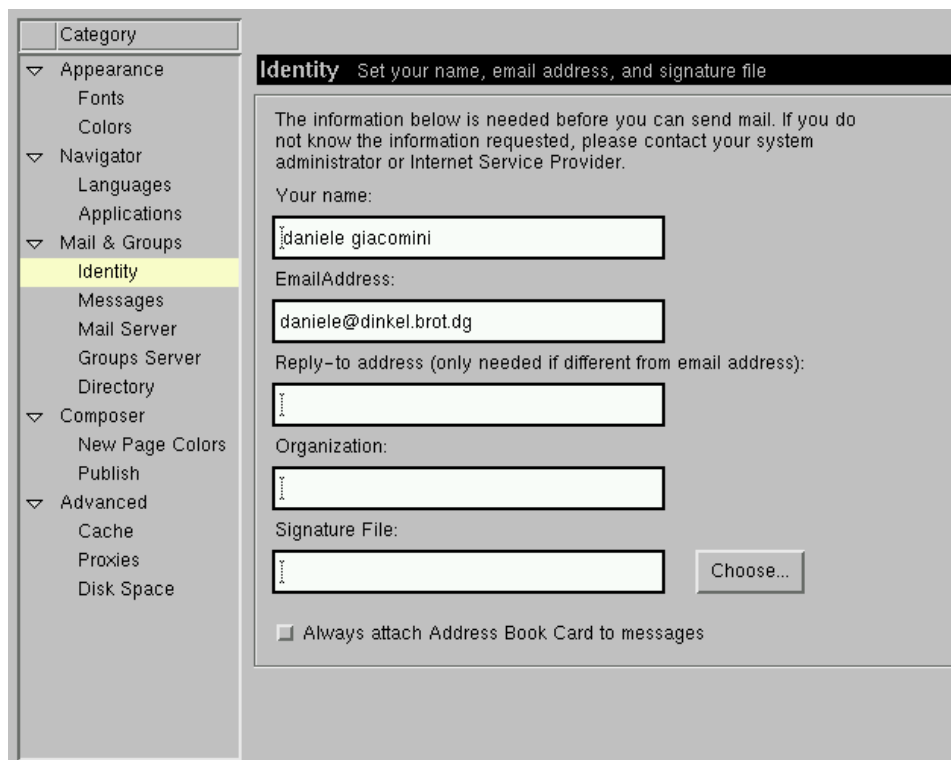 Category
Appearance
Fonts
Colors
Navigator
Languages
Applications
Mail & Groups
Identity
Messages
Mail Server
Groups Server
Directory
Composer
New Page Colors
Publish
Advanced
Cache
Proxies
Disk Space
Identity Set your name, email address, and signature file
The information below is needed before you can send mail. If you do
not know the information requested, please contact your system
administrator or Internet Service Provider.
Your name:
daniele giacomini
EmailAddress:
daniele@dinkel.brot.dg
Reply-to address (only needed if different from email address):
Organization:
Signature File:
Choose...
Always attach Address Book Card to messages